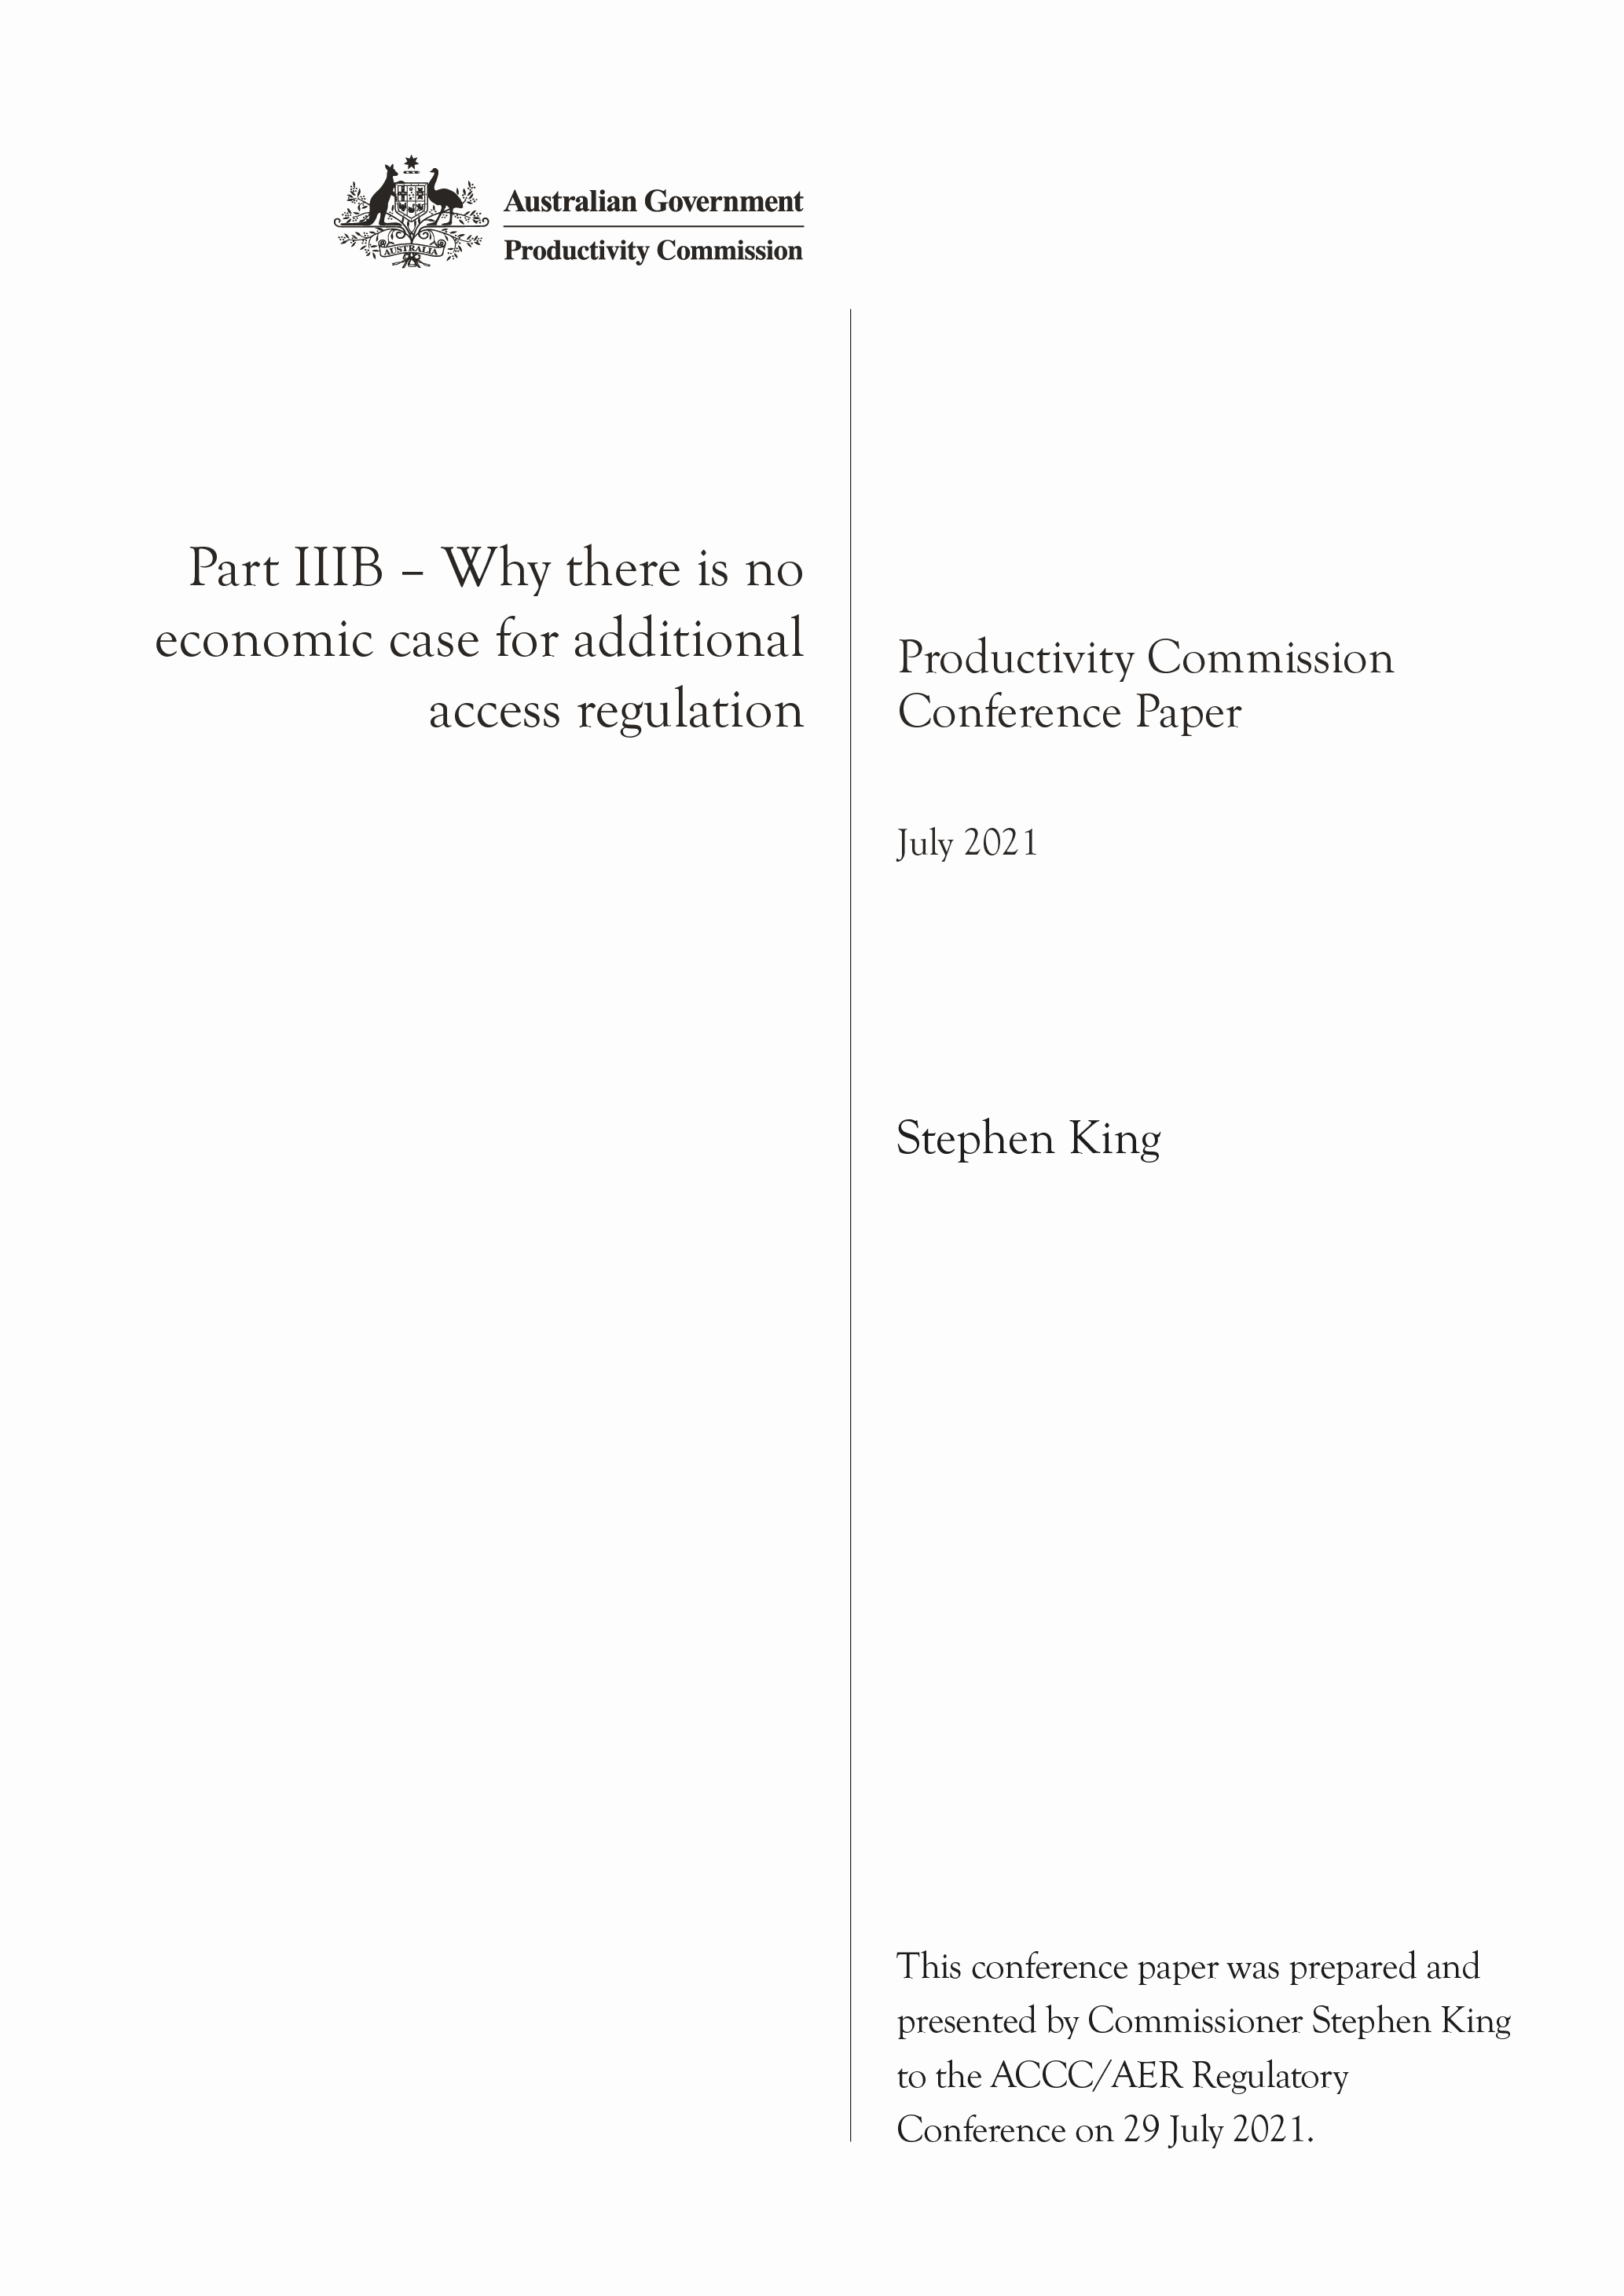 AUSTRALIA
Australian Government
Productivity Commission
Part IIIB – Why there is no
economic case for additional
access regulation
Productivity Commission
Conference Paper
July 2021
Stephen King
This conference paper was prepared and
presented by Commissioner Stephen King
to the ACCC/AER Regulatory
Conference on 29 July 2021.